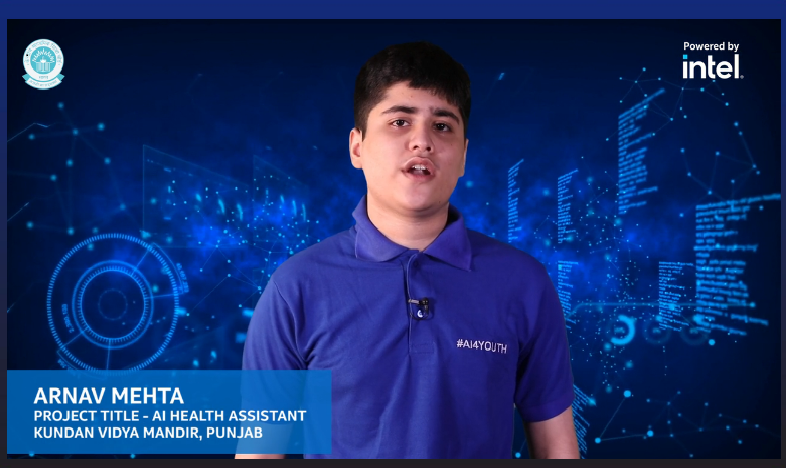 Powered by
intel.
#AI4YOUTH
ARNAV MEHTA
PROJECT TITLE - AI HEALTH ASSISTANT
KUNDAN VIDYA MANDIR, PUNJAB